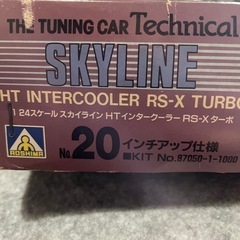 THE TUNING CAR Technical
SKYLINE
HT INTERCOOLER RS-X TURBO
1 24スケール スカイライン HTインタークーラー RS-Xターボ
AOSHIMA
No.20 インチアップ仕様
■KIT No.97050-1-1000